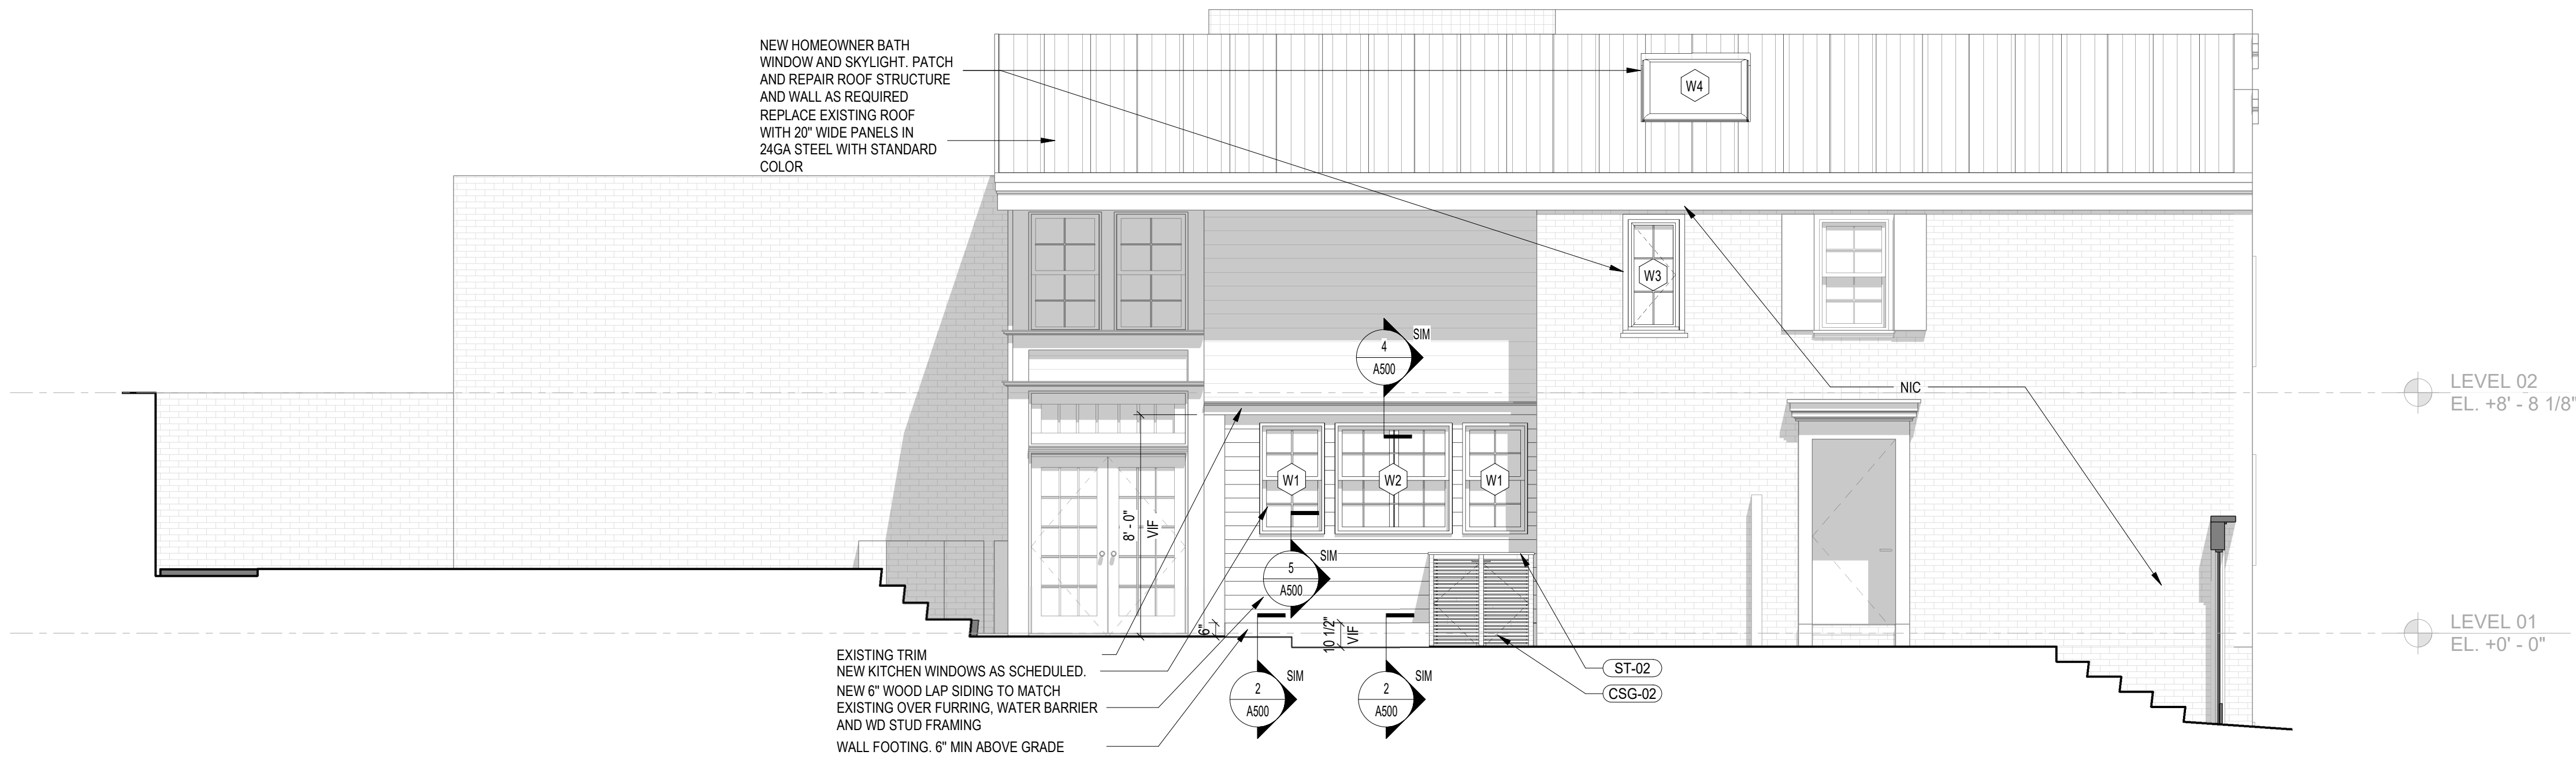 NEW HOMEOWNER BATH
WINDOW AND SKYLIGHT. PATCH
AND REPAIR ROOF STRUCTURE
AND WALL AS REQUIRED
REPLACE EXISTING ROOF
WITH 20" WIDE PANELS IN
24GA STEEL WITH STANDARD
COLOR
W4
W3
4
A500
SIM
NIC
LEVEL 02
EL. +8' - 8 1/8"
W1
W2
W1
8' - 0"
VIF
5
A500
SIM
6"
10 1/2"
VIF
LEVEL 01
EL. +0' - 0"
EXISTING TRIM
NEW KITCHEN WINDOWS AS SCHEDULED.
NEW 6" WOOD LAP SIDING TO MATCH
EXISTING OVER FURRING, WATER BARRIER
AND WD STUD FRAMING
WALL FOOTING. 6" MIN ABOVE GRADE
2
A500
SIM
2
A500
SIM
ST-02
CSG-02